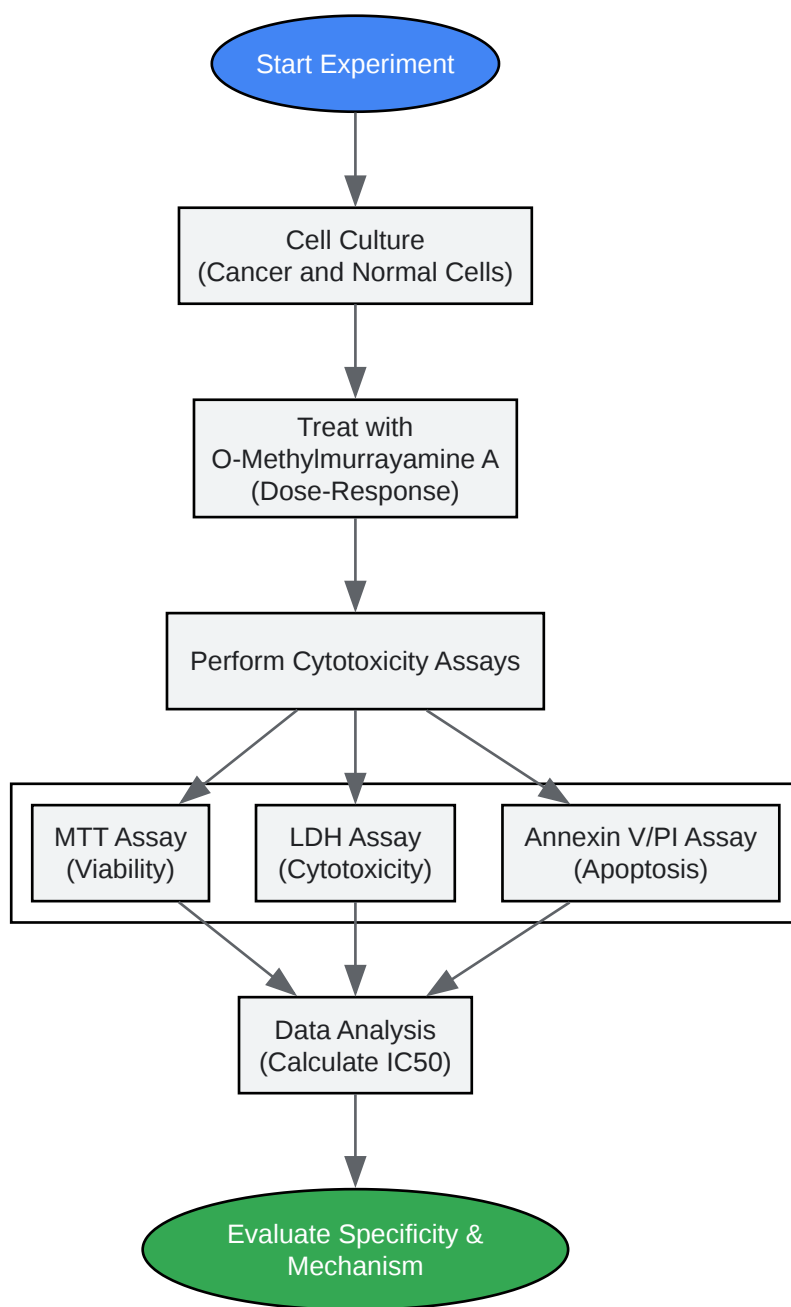 Start Experiment
Cell Culture
(Cancer and Normal Cells)
Treat with
O-Methylmurrayamine A
(Dose-Response)
Perform Cytotoxicity Assays
MTT Assay
(Viability)
LDH Assay
(Cytotoxicity)
Annexin V/PI Assay
(Apoptosis)
Data Analysis
(Calculate IC50)
Evaluate Specificity &
Mechanism